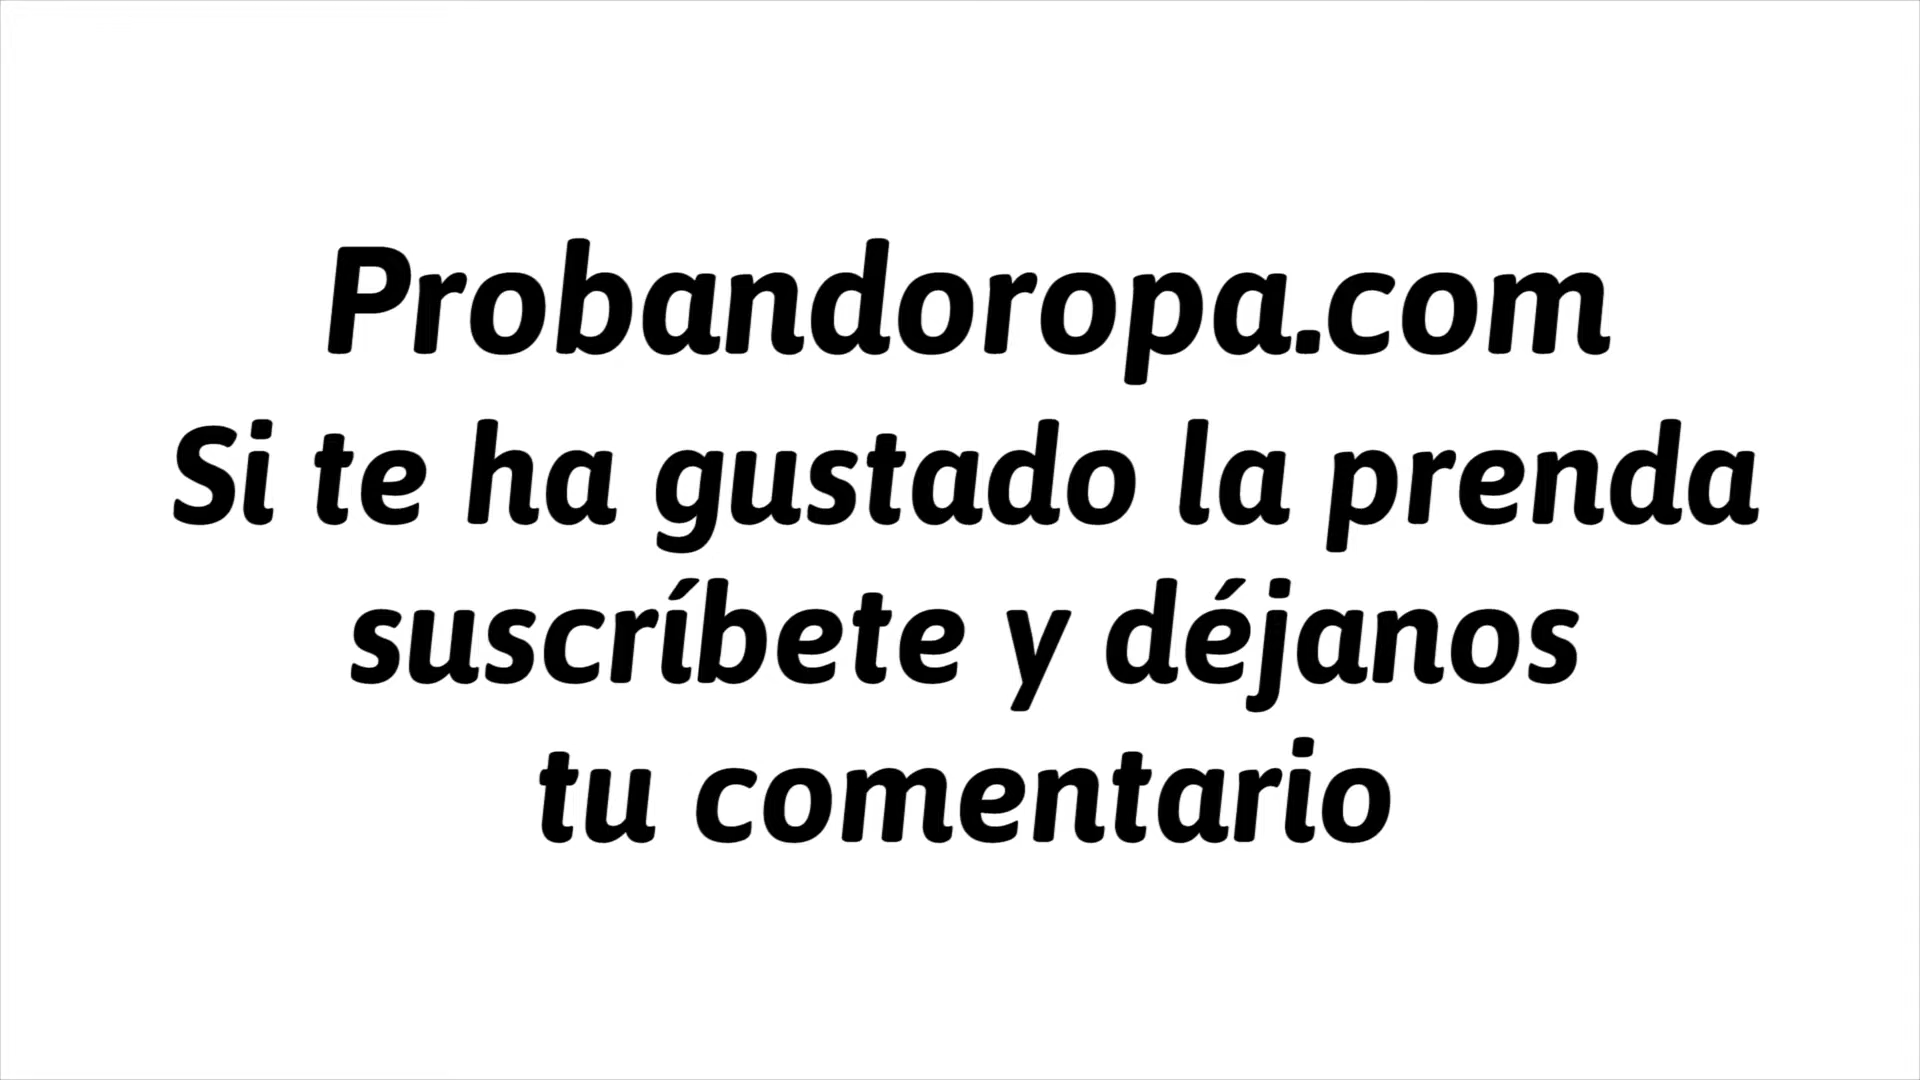 Probandoropa.com
Si te ha gustado la prenda
suscríbete y déjanos
tu comentario